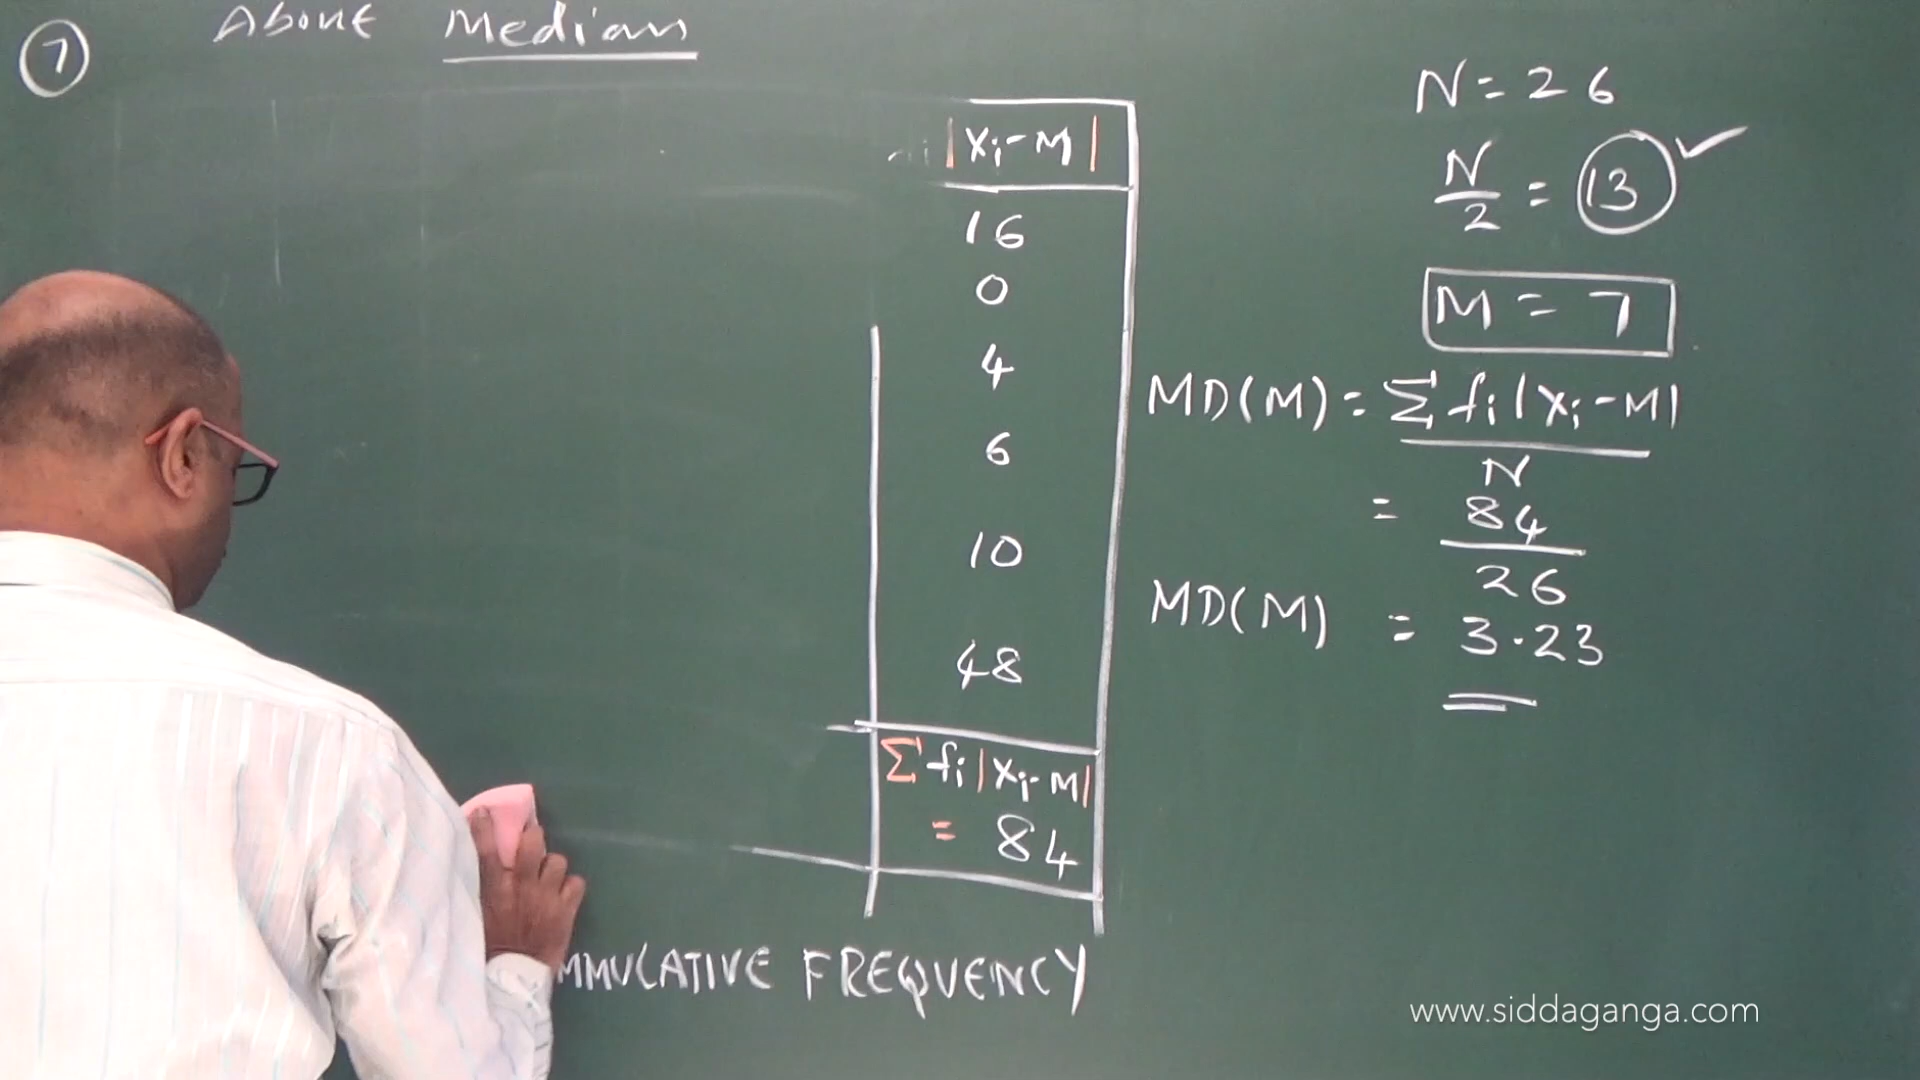 7 About Median
|xi-M|
16
0
4
6
10
48
Σ fi|xi-M|
= 84
FREQUENCY
N = 26
N/2 = 13 ✓
M = 7
MD(M) = Σ fi|xi-M|
N
= 84
26
MD(M) = 3.23
www.siddaganga.com